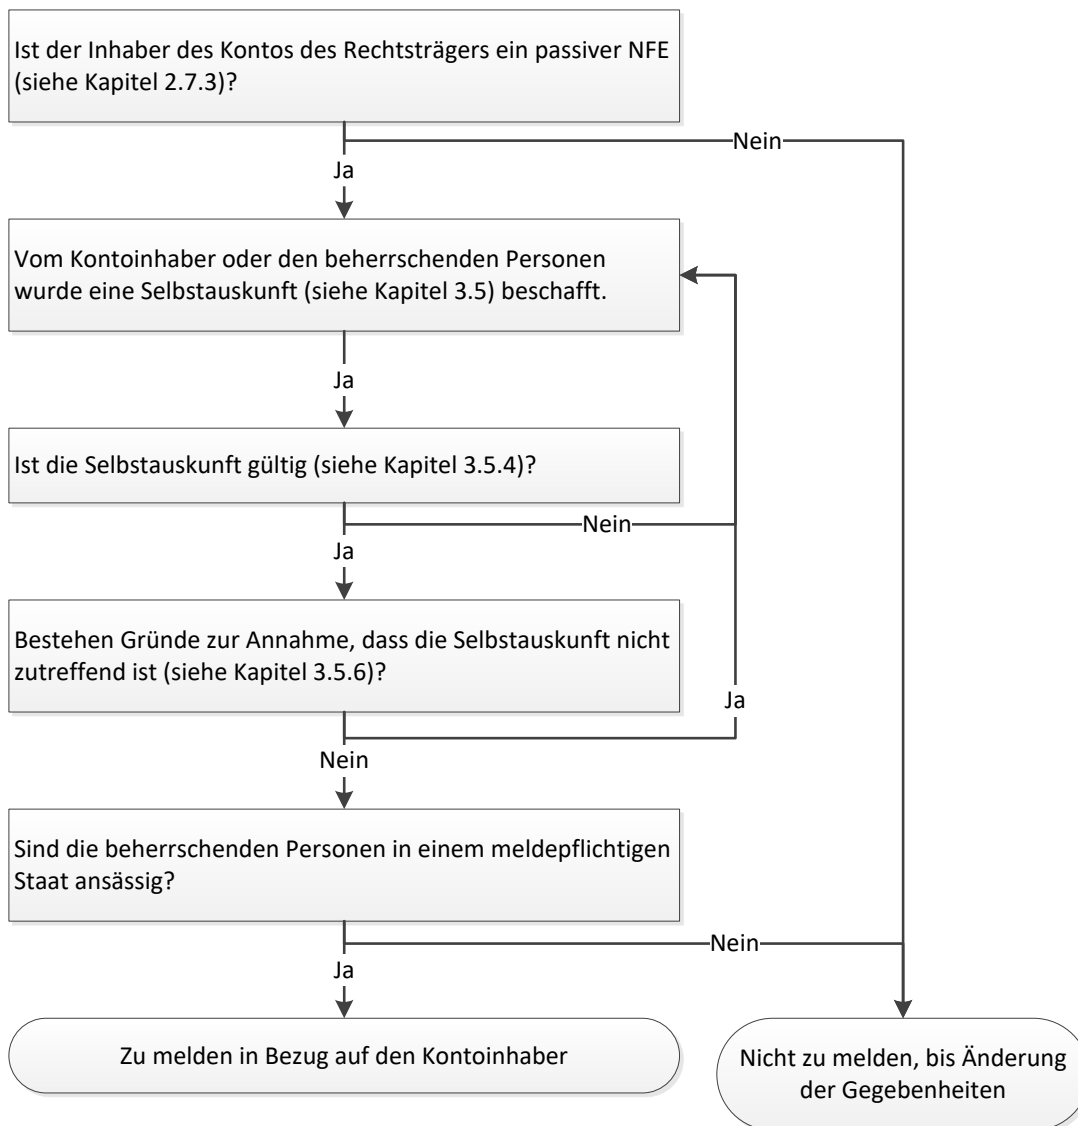 Ist der Inhaber des Kontos des Rechtsträgers ein passiver NFE
(siehe Kapitel 2.7.3)?
Nein
Ja
Vom Kontoinhaber oder den beherrschenden Personen
wurde eine Selbstauskunft (siehe Kapitel 3.5) beschafft.
Ja
Ist die Selbstauskunft gültig (siehe Kapitel 3.5.4)?
Nein
Ja
Bestehen Gründe zur Annahme, dass die Selbstauskunft nicht
zutreffend ist (siehe Kapitel 3.5.6)?
Ja
Nein
Sind die beherrschenden Personen in einem meldepflichtigen
Staat ansässig?
Nein
Ja
Zu melden in Bezug auf den Kontoinhaber
Nicht zu melden, bis Änderung
der Gegebenheiten